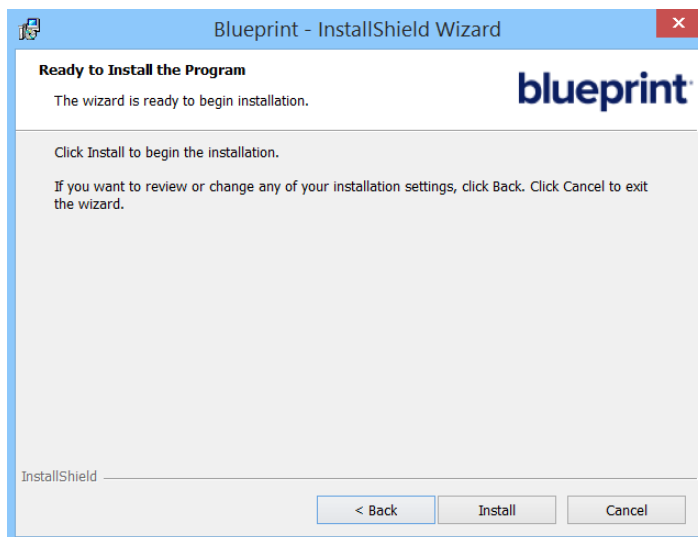 Blueprint - InstallShield Wizard
Ready to Install the Program
The wizard is ready to begin installation.
blueprint
Click Install to begin the installation.
If you want to review or change any of your installation settings, click Back. Click Cancel to exit
the wizard.
InstallShield
< Back
Install
Cancel